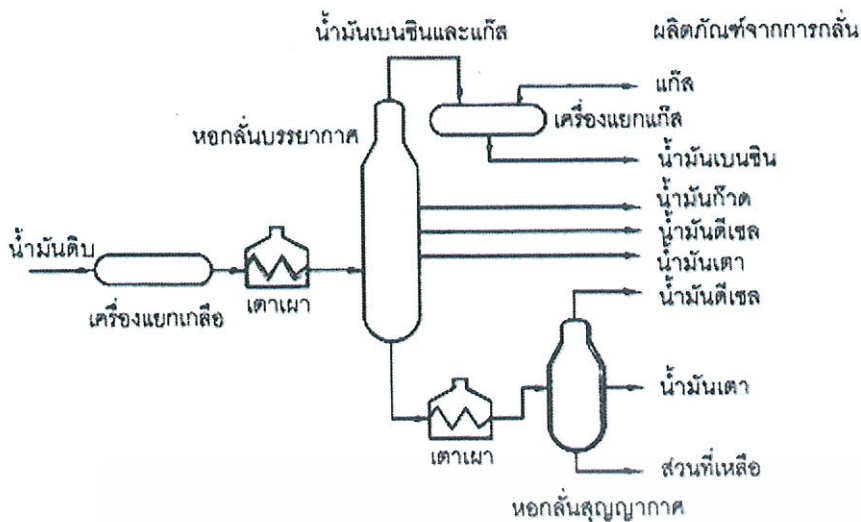 น้ำมันเบนซินและแก๊ส
ผลิตภัณฑ์จากการกลั่น
แก๊ส
เครื่องแยกแก๊ส
หอกลั่นบรรยากาศ
น้ำมันเบนซิน
น้ำมันก๊าด
น้ำมันดีเซล
น้ำมันดิบ
น้ำมันเตา
น้ำมันดีเซล
เตาเผา
เครื่องแยกเกลือ
น้ำมันเตา
เตาเผา
ส่วนที่เหลือ
หอกลั่นสุญญากาศ